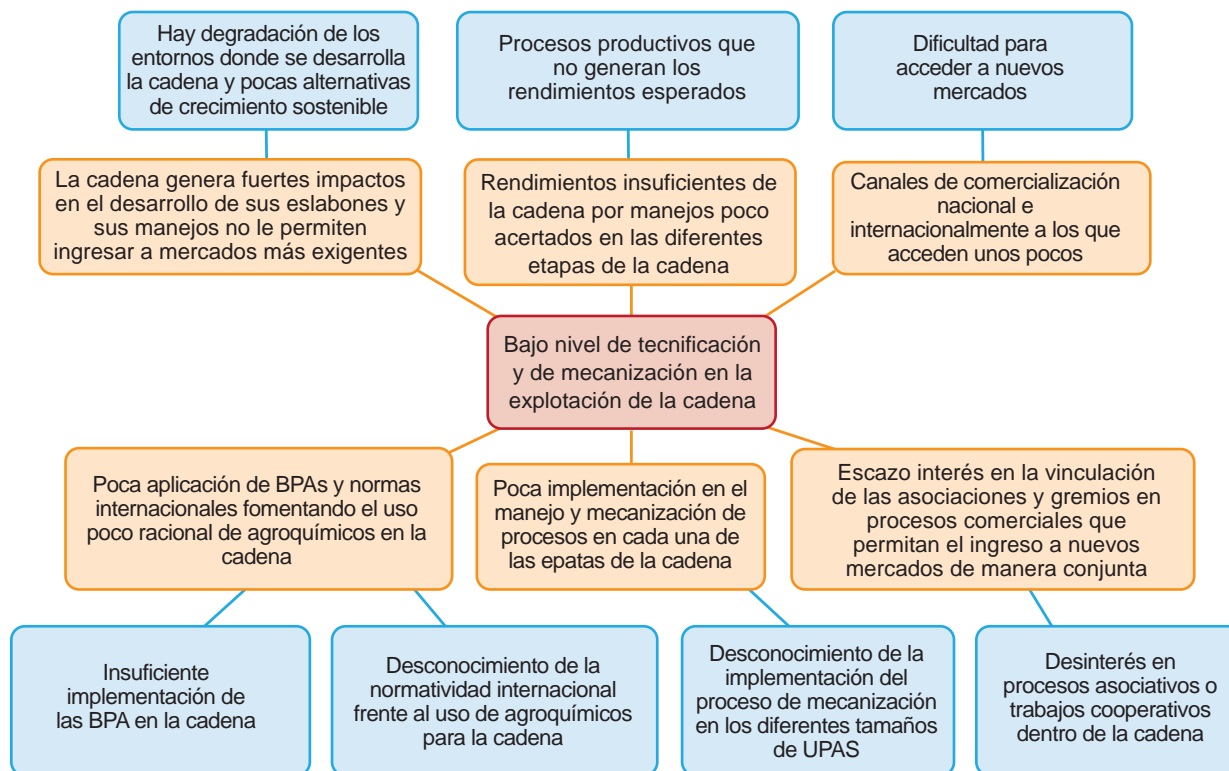 Hay degradación de los
entornos donde se desarrolla
la cadena y pocas alternativas
de crecimiento sostenible
Procesos productivos que
no generan los
rendimientos esperados
Dificultad para
acceder a nuevos
mercados
La cadena genera fuertes impactos
en el desarrollo de sus eslabones y
sus manejos no le permiten
ingresar a mercados más exigentes
Rendimientos insuficientes de
la cadena por manejos poco
acertados en las diferentes
etapas de la cadena
Canales de comercialización
nacional e
internacionalmente a los que
acceden unos pocos
Bajo nivel de tecnificación
y de mecanización en la
explotación de la cadena
Poca aplicación de BPAs y normas
internacionales fomentando el uso
poco racional de agroquímicos en la
cadena
Poca implementación en el
manejo y mecanización de
procesos en cada una de
las epatas de la cadena
Escazo interés en la vinculación
de las asociaciones y gremios en
procesos comerciales que
permitan el ingreso a nuevos
mercados de manera conjunta
Insuficiente
implementación de
las BPA en la cadena
Desconocimiento de la
normatividad internacional
frente al uso de agroquímicos
para la cadena
Desconocimiento de la
implementación del
proceso de mecanización
en los diferentes tamaños
de UPAS
Desinterés en
procesos asociativos o
trabajos cooperativos
dentro de la cadena